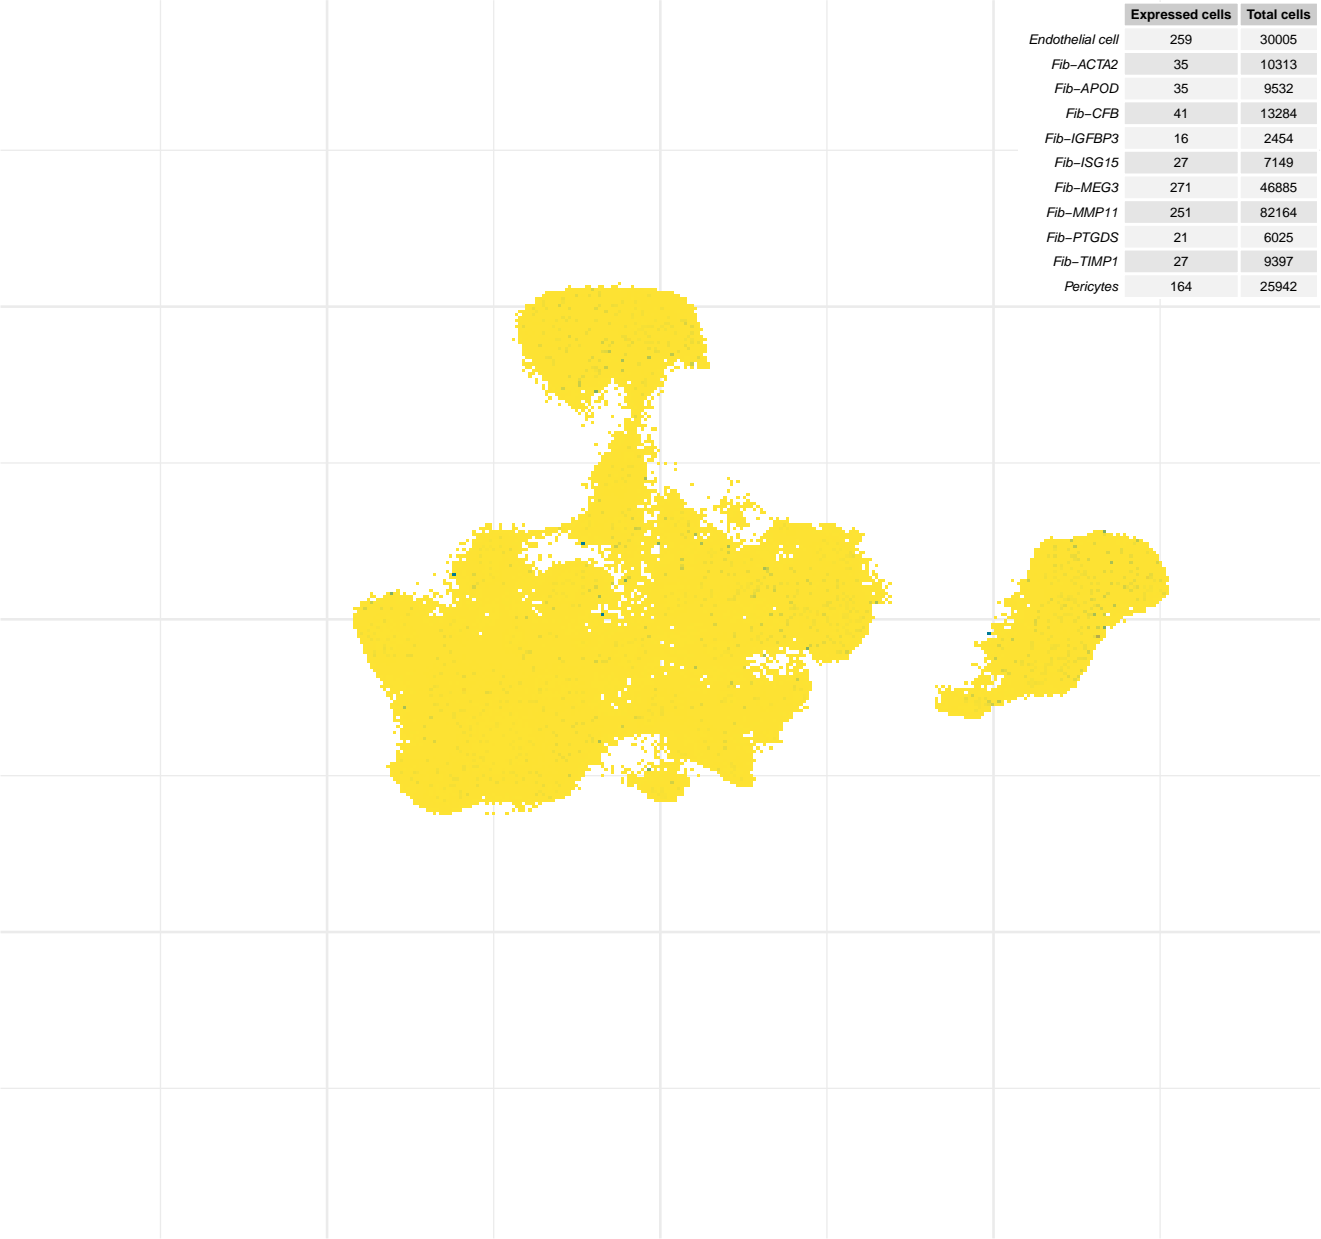 Expressed cells Total cells
Endothelial cell 259 30005
Fib−ACTA2 35 10313
Fib−APOD 35 9532
Fib−CFB 41 13284
Fib−IGFBP3 16 2454
Fib−ISG15 27 7149
Fib−MEG3 271 46885
Fib−MMP11 251 82164
Fib−PTGDS 21 6025
Fib−TIMP1 27 9397
Pericytes 164 25942